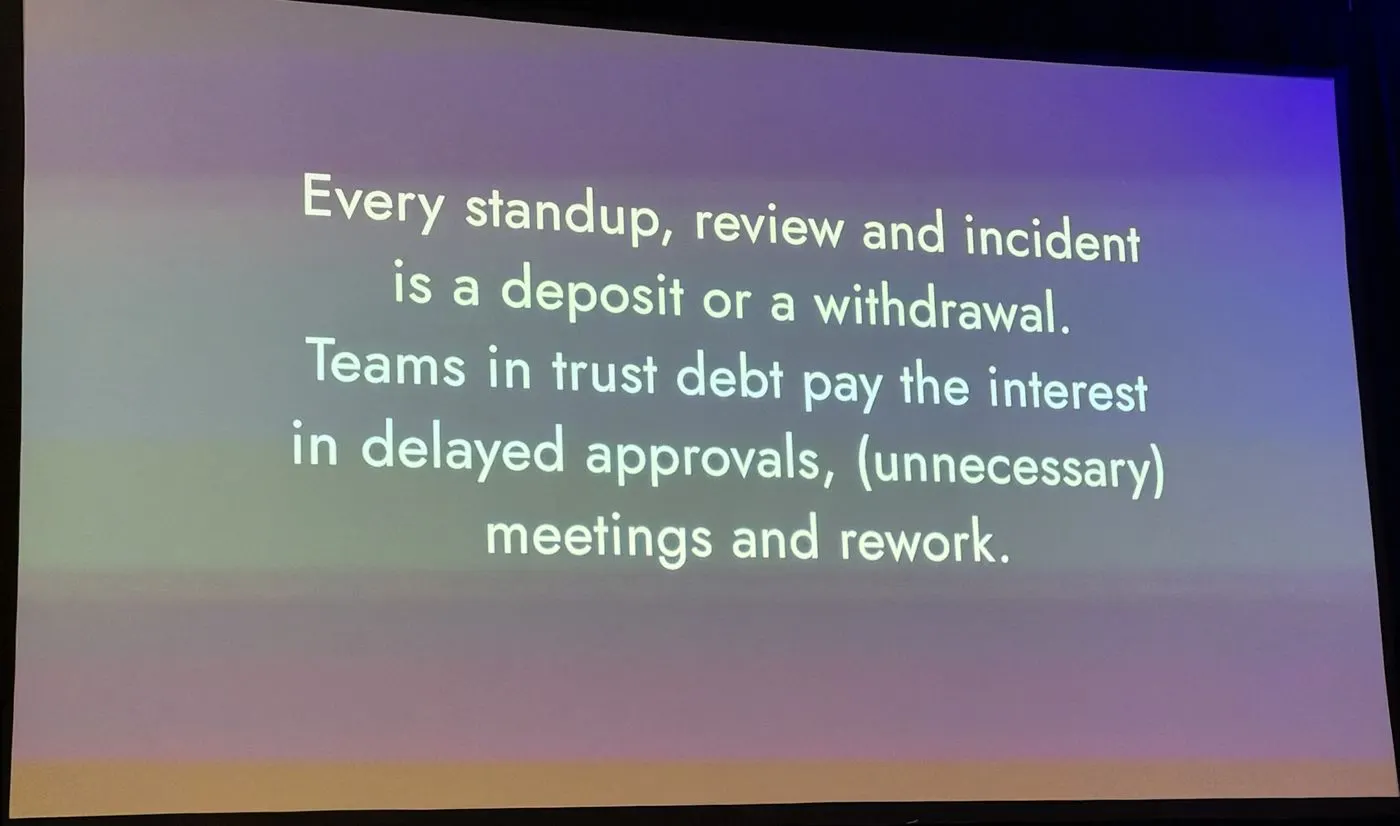 Every standup, review and incident
is a deposit or a withdrawal.
Teams in trust debt pay the interest
in delayed approvals, (unnecessary)
meetings and rework.